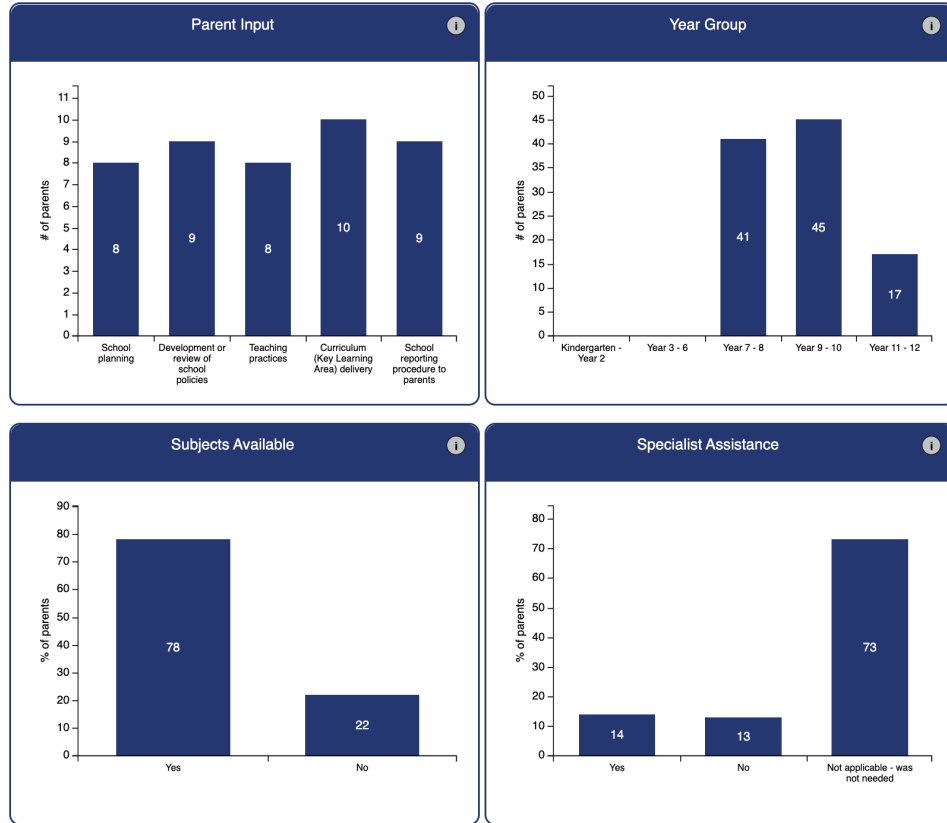 Parent Input
i
# of parents
11
10
9
8
7
6
5
4
3
2
1
0
8
9
8
10
9
School
planning
Development or
review of
school
policies
Teaching
practices
Curriculum
(Key Learning
Area) delivery
School
reporting
procedure to
parents
Year Group
i
# of parents
50
45
40
35
30
25
20
15
10
5
0
41
45
17
Kindergarten -
Year 2
Year 3 - 6
Year 7 - 8
Year 9 - 10
Year 11 - 12
Subjects Available
i
% of parents
90
80
70
60
50
40
30
20
10
0
78
22
Yes
No
Specialist Assistance
i
% of parents
80
70
60
50
40
30
20
10
0
14
13
73
Yes
No
Not applicable - was
not needed